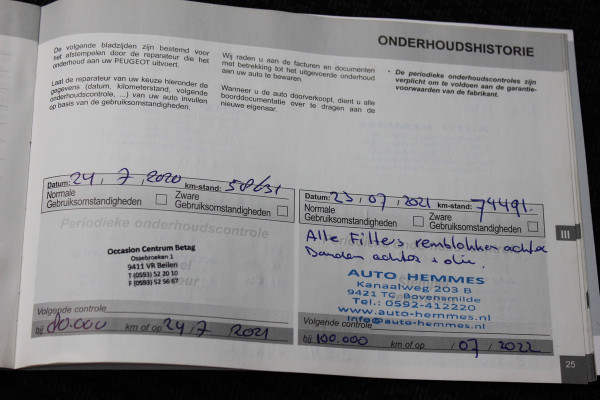 ONDERHOUDSHISTORIE
De volgende bladzijden zijn bestemd voor
het afstempelen door de reparateur die het
onderhoud aan uw PEUGEOT uitvoert.
Laat de reparateur van uw keuze hieronder de
gegevens (datum, kilometerstand, volgende
onderhoudscontrole, ...) van uw auto invullen
op basis van de gebruiksomstandigheden.
Wij raden u aan de facturen en documenten
met betrekking tot het uitgevoerde onderhoud
aan uw auto te bewaren.
Wanneer u de auto doorverkoopt, dient u alle
boorddocumentatie over te dragen aan de
nieuwe eigenaar.
• De periodieke onderhoudscontroles zijn
verplicht om te voldoen aan de garantie-
voorwaarden van de fabrikant.
Datum: 24, 7, 2020 km-stand: 58631
Normale
Gebruiksomstandigheden
Zware
Gebruiksomstandigheden
Periodieke onderhoudscontrole
Occasion Centrum Betag
Ossebroeken 1
9411 VR Beilen
T (0593) 52 20 10
F (0593) 52 56 67
Volgende controle
bij 80.000 km of op 24, 7 2021
Datum: 23, 07, 2021 km-stand: 74491
Normale
Gebruiksomstandigheden
Zware
Gebruiksomstandigheden
Alle Filters remblokken achter
banden achter + olie.
AUTO-HEMMES
Kanaalweg 203 B
9421 TC Bovensmilde
Tel.: 0592-412220
www.auto-hemmes.nl
info@auto-hemmes.nl
Volgende controle
bij 100.000 km of op / 07 / 2022
III
25